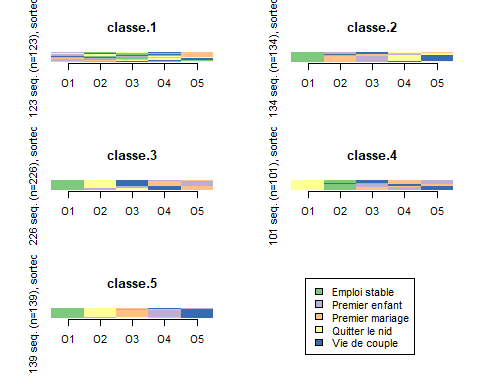 classe.1
123 seq. (n=123), sortec
O1 O2 O3 O4 O5
classe.2
134 seq. (n=134), sortec
O1 O2 O3 O4 O5
classe.3
226 seq. (n=226), sortec
O1 O2 O3 O4 O5
classe.4
101 seq. (n=101), sortec
O1 O2 O3 O4 O5
classe.5
139 seq. (n=139), sortec
O1 O2 O3 O4 O5
Emploi stable
Premier enfant
Premier mariage
Quitter le nid
Vie de couple